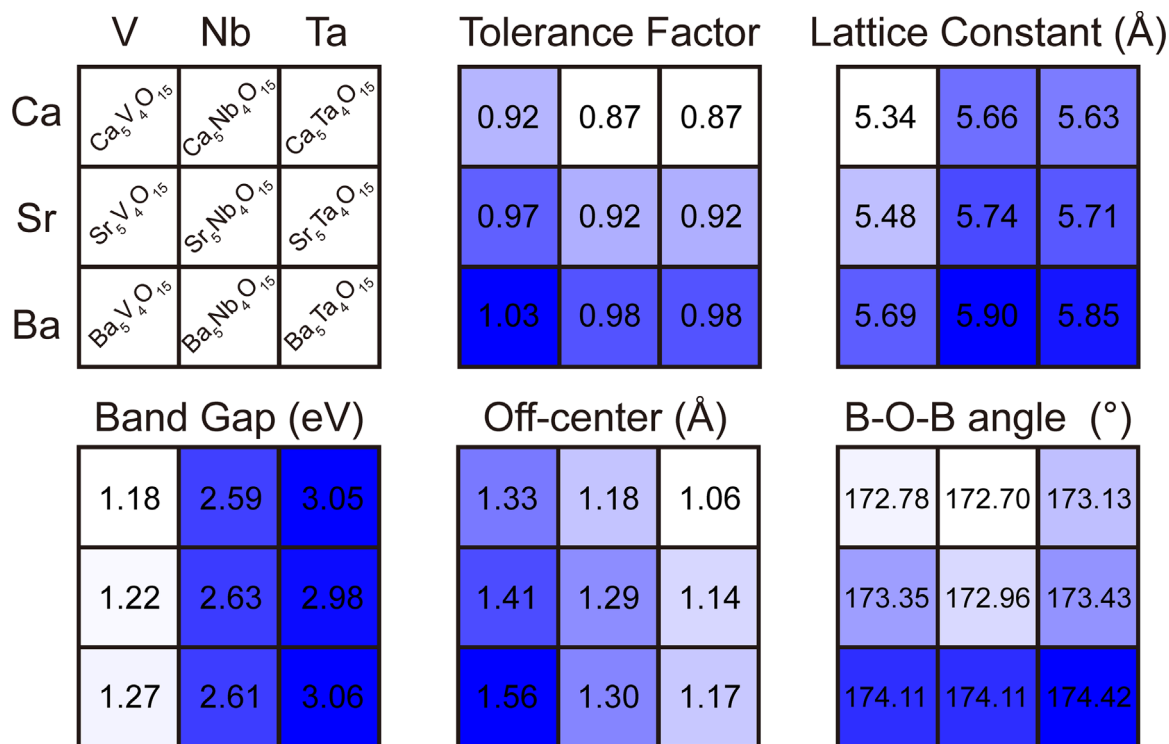 V Nb Ta Tolerance Factor Lattice Constant (Å)
Ca Ca₅V₄O₁₅ Ca₅Nb₄O₁₅ Ca₅Ta₄O₁₅ 0.92 0.87 0.87 5.34 5.66 5.63
Sr Sr₅V₄O₁₅ Sr₅Nb₄O₁₅ Sr₅Ta₄O₁₅ 0.97 0.92 0.92 5.48 5.74 5.71
Ba Ba₅V₄O₁₅ Ba₅Nb₄O₁₅ Ba₅Ta₄O₁₅ 1.03 0.98 0.98 5.69 5.90 5.85
Band Gap (eV) Off-center (Å) B-O-B angle (°)
1.18 2.59 3.05 1.33 1.18 1.06 172.78 172.70 173.13
1.22 2.63 2.98 1.41 1.29 1.14 173.35 172.96 173.43
1.27 2.61 3.06 1.56 1.30 1.17 174.11 174.11 174.42